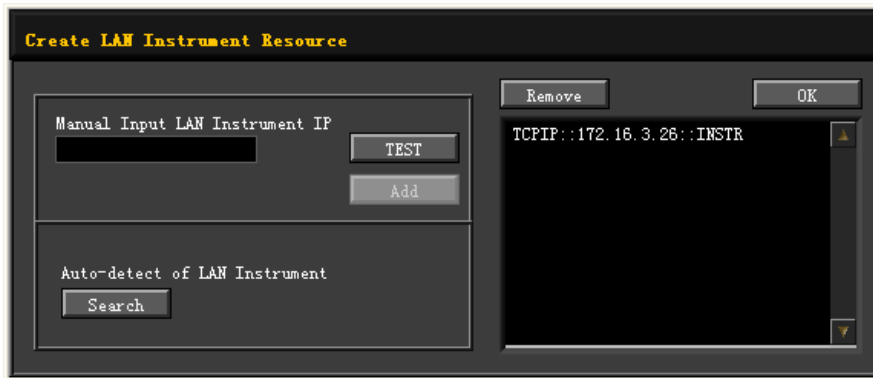 Create LAN Instrument Resource
Manual Input LAN Instrument IP
TEST
Add
Auto-detect of LAN Instrument
Search
Remove
OK
TCPIP::172.16.3.26::INSTR